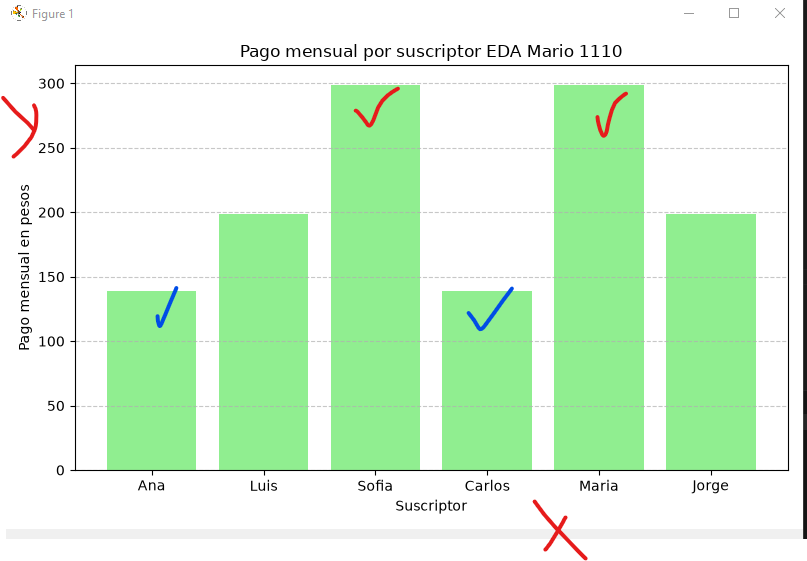 Figure 1
Pago mensual por suscriptor EDA Mario 1110
300
250
200
150
100
50
0
Pago mensual en pesos
Ana Luis Sofia Carlos Maria Jorge
Suscriptor
Y
X